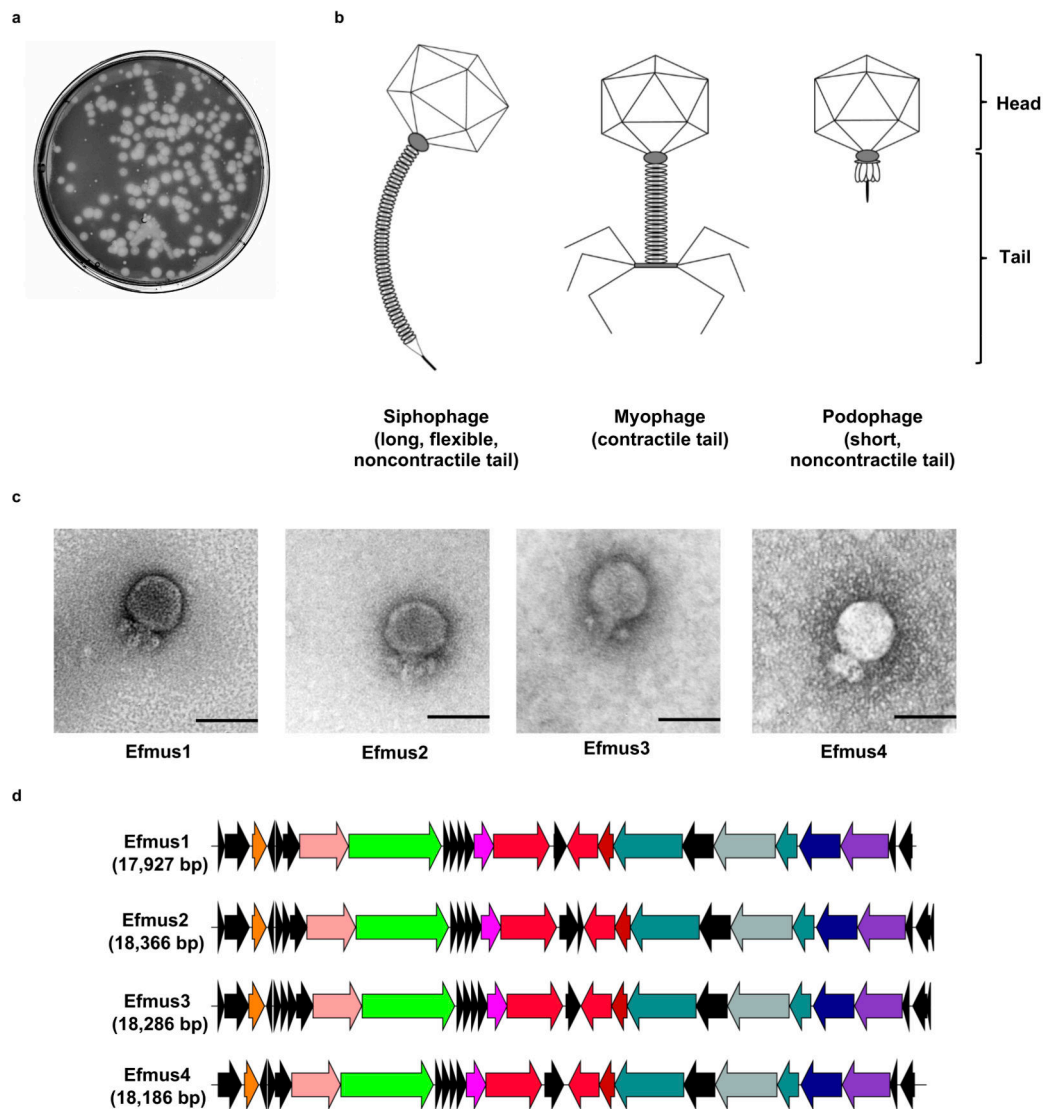 a
b
Head
Tail
Siphophage
(long, flexible,
noncontractile tail)
Myophage
(contractile tail)
Podophage
(short,
noncontractile tail)
c
Efmus1
Efmus2
Efmus3
Efmus4
d
Efmus1
(17,927 bp)
Efmus2
(18,366 bp)
Efmus3
(18,286 bp)
Efmus4
(18,186 bp)